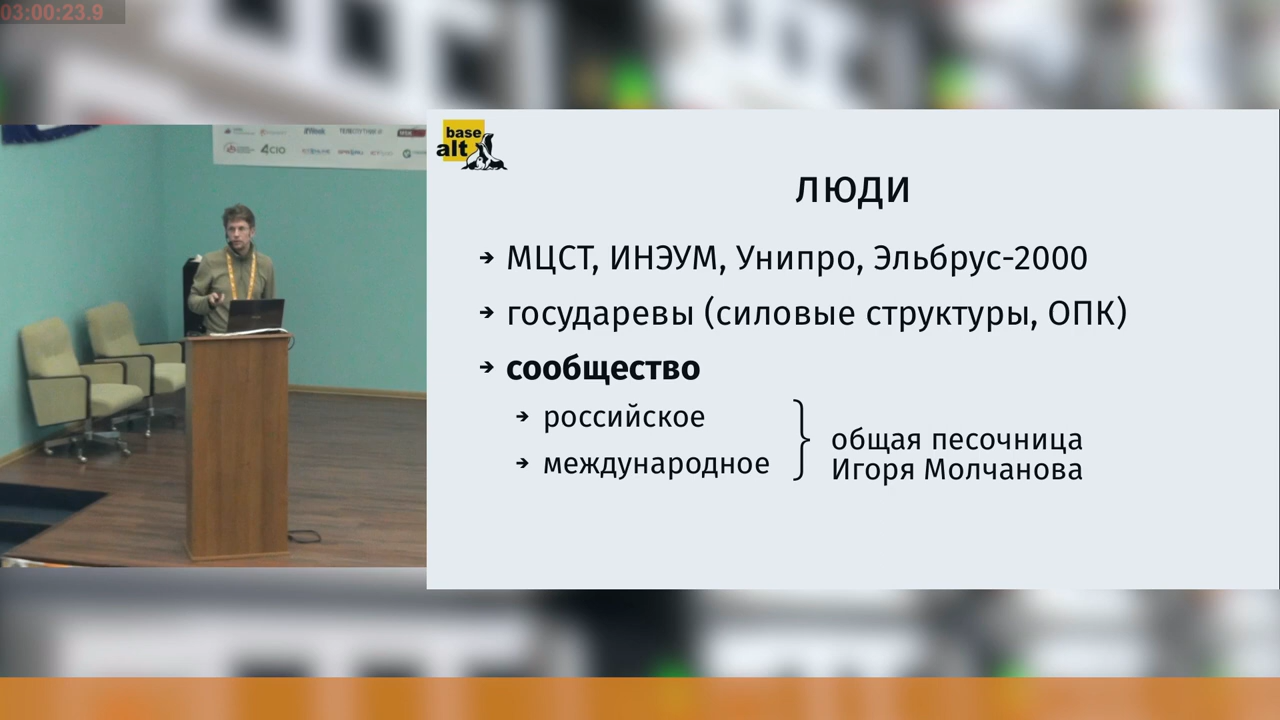 03:00:23.9
base
alt
ТЕЛЕСПУТНИК
4CIO
люди
МЦСТ, ИНЭУМ, Унипро, Эльбрус-2000
государевы (силовые структуры, ОПК)
сообщество
российское
международное
общая песочница
Игоря Молчанова